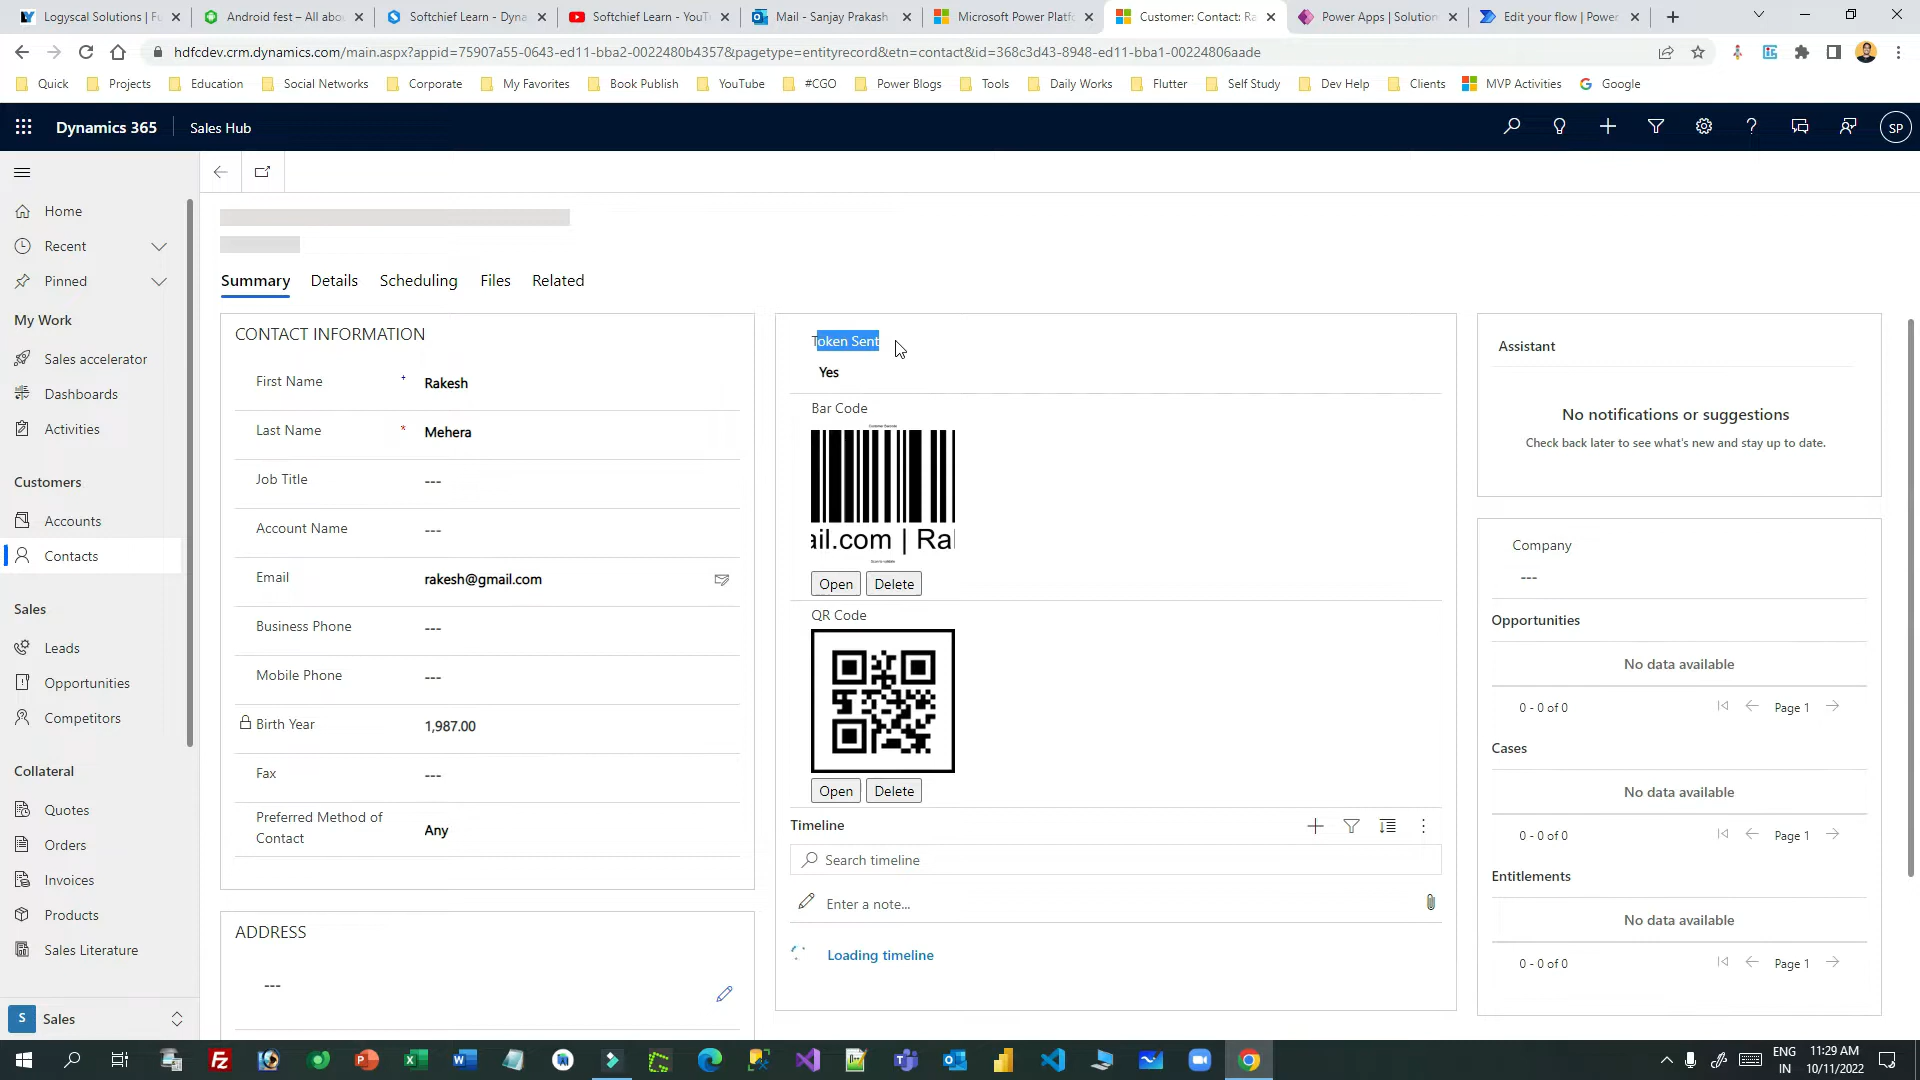 Logyscal Solutions | Fu
Android fest – All abou
Softchief Learn - Dyna
Softchief Learn - YouT
Mail - Sanjay Prakash
Microsoft Power Platfo
Customer: Contact: Ra
Power Apps | Solution
Edit your flow | Power
hdfcdev.crm.dynamics.com/main.aspx?appid=75907a55-0643-ed11-bba2-0022480b4357&pagetype=entityrecord&etn=contact&id=368c3d43-8948-ed11-bba1-00224806aade
Quick Projects Education Social Networks Corporate My Favorites Book Publish YouTube #CGO Power Blogs Tools Daily Works Flutter Self Study Dev Help Clients MVP Activities Google
Dynamics 365 Sales Hub SP
Home
Recent
Pinned
My Work
Sales accelerator
Dashboards
Activities
Customers
Accounts
Contacts
Sales
Leads
Opportunities
Competitors
Collateral
Quotes
Orders
Invoices
Products
Sales Literature
S Sales
Summary Details Scheduling Files Related
CONTACT INFORMATION
First Name + Rakesh
Last Name * Mehera
Job Title ---
Account Name ---
Email rakesh@gmail.com
Business Phone ---
Mobile Phone ---
Birth Year 1,987.00
Fax ---
Preferred Method of
Contact Any
ADDRESS
---
Token Sent
Yes
Bar Code
Customer Barcode
ail.com | Ral
Open Delete
QR Code
Open Delete
Timeline
Search timeline
Enter a note...
Loading timeline
Assistant
No notifications or suggestions
Check back later to see what's new and stay up to date.
Company
---
Opportunities
No data available
0 - 0 of 0 Page 1
Cases
No data available
0 - 0 of 0 Page 1
Entitlements
No data available
0 - 0 of 0 Page 1
ENG
IN
11:29 AM
10/11/2022